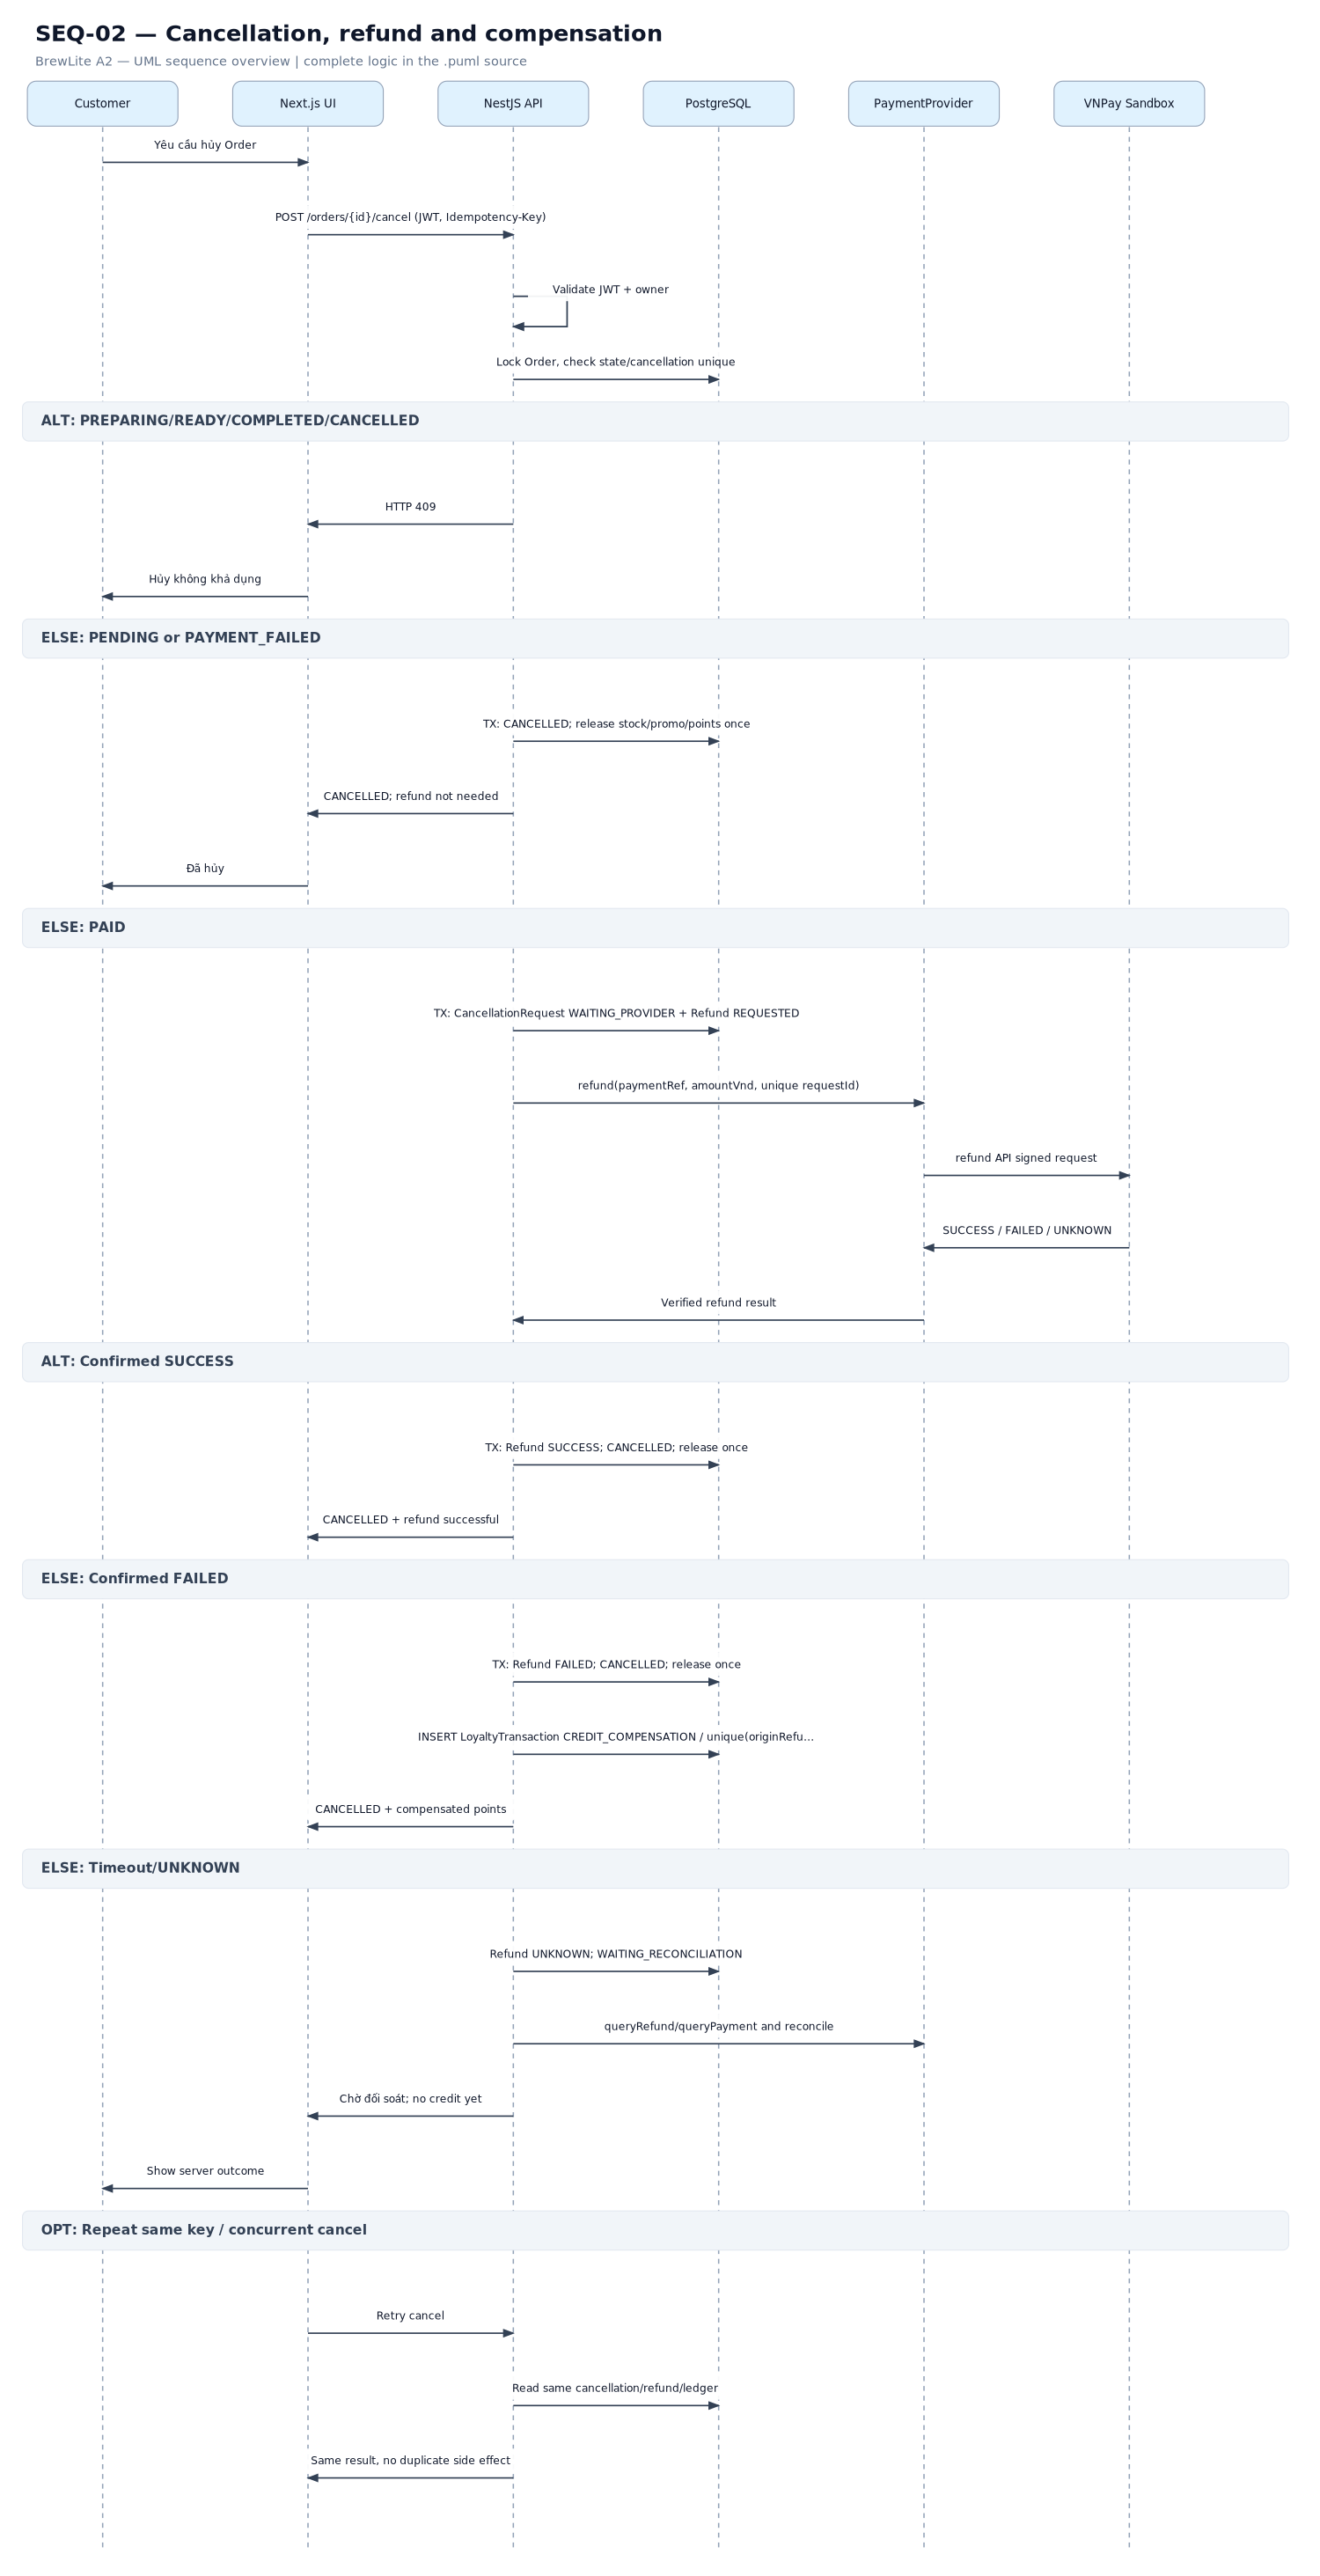 SEQ-02 — Cancellation, refund and compensation
BrewLite A2 — UML sequence overview | complete logic in the .puml source
Customer
Next.js UI
NestJS API
PostgreSQL
PaymentProvider
VNPay Sandbox
Yêu cầu hủy Order
POST /orders/{id}/cancel (JWT, Idempotency-Key)
Validate JWT + owner
Lock Order, check state/cancellation unique
ALT: PREPARING/READY/COMPLETED/CANCELLED
HTTP 409
Hủy không khả dụng
ELSE: PENDING or PAYMENT_FAILED
TX: CANCELLED; release stock/promo/points once
CANCELLED; refund not needed
Đã hủy
ELSE: PAID
TX: CancellationRequest WAITING_PROVIDER + Refund REQUESTED
refund(paymentRef, amountVnd, unique requestId)
refund API signed request
SUCCESS / FAILED / UNKNOWN
Verified refund result
ALT: Confirmed SUCCESS
TX: Refund SUCCESS; CANCELLED; release once
CANCELLED + refund successful
ELSE: Confirmed FAILED
TX: Refund FAILED; CANCELLED; release once
INSERT LoyaltyTransaction CREDIT_COMPENSATION / unique(originRefu…
CANCELLED + compensated points
ELSE: Timeout/UNKNOWN
Refund UNKNOWN; WAITING_RECONCILIATION
queryRefund/queryPayment and reconcile
Chờ đối soát; no credit yet
Show server outcome
OPT: Repeat same key / concurrent cancel
Retry cancel
Read same cancellation/refund/ledger
Same result, no duplicate side effect